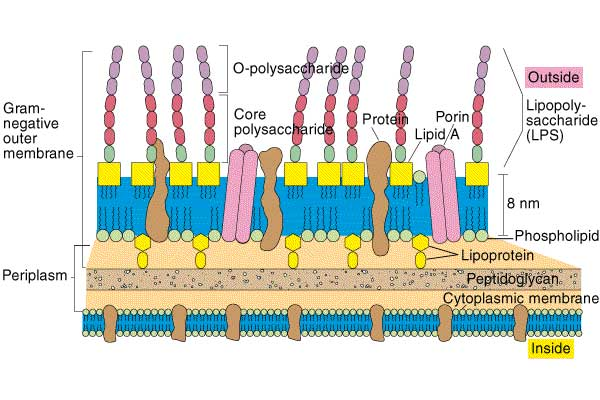 O-polysaccharide
Outside
Gram-
negative
outer
membrane
Core
polysaccharide
Protein
Porin
Lipid A
Lipopoly-
saccharide
(LPS)
8 nm
Phospholipid
Lipoprotein
Periplasm
Peptidoglycan
Cytoplasmic membrane
Inside